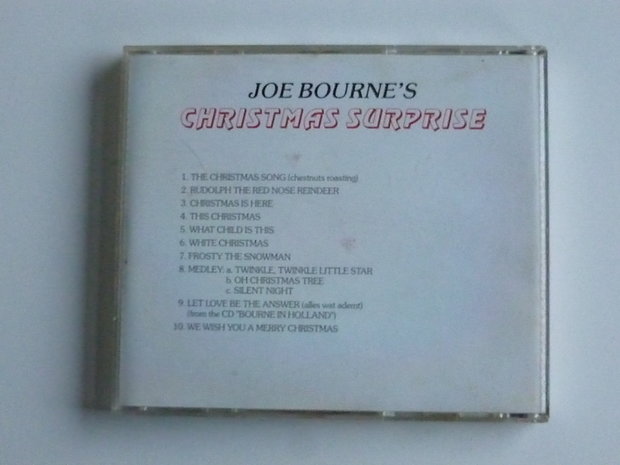 JOE BOURNE'S
CHRISTMAS SURPRISE
1. THE CHRISTMAS SONG (chestnuts roasting)
2. RUDOLPH THE RED NOSE REINDEER
3. CHRISTMAS IS HERE
4. THIS CHRISTMAS
5. WHAT CHILD IS THIS
6. WHITE CHRISTMAS
7. FROSTY THE SNOWMAN
8. MEDLEY: a. TWINKLE, TWINKLE LITTLE STAR
b. OH CHRISTMAS TREE
c. SILENT NIGHT
9. LET LOVE BE THE ANSWER (alles wat ademt)
(from the CD "BOURNE IN HOLLAND")
10. WE WISH YOU A MERRY CHRISTMAS